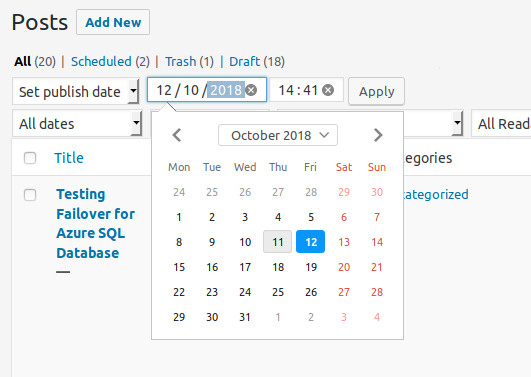 Posts Add New
All (20) | Scheduled (2) | Trash (1) | Draft (18)
Set publish date 12/10/2018 14:41 Apply
All dates All Read
October 2018
Title egories
Mon Tue Wed Thu Fri Sat Sun
24 25 26 27 28 29 30
1 2 3 4 5 6 7
8 9 10 11 12 13 14
15 16 17 18 19 20 21
22 23 24 25 26 27 28
29 30 31 1 2 3 4
Testing categorized
Failover for
Azure SQL
Database
—